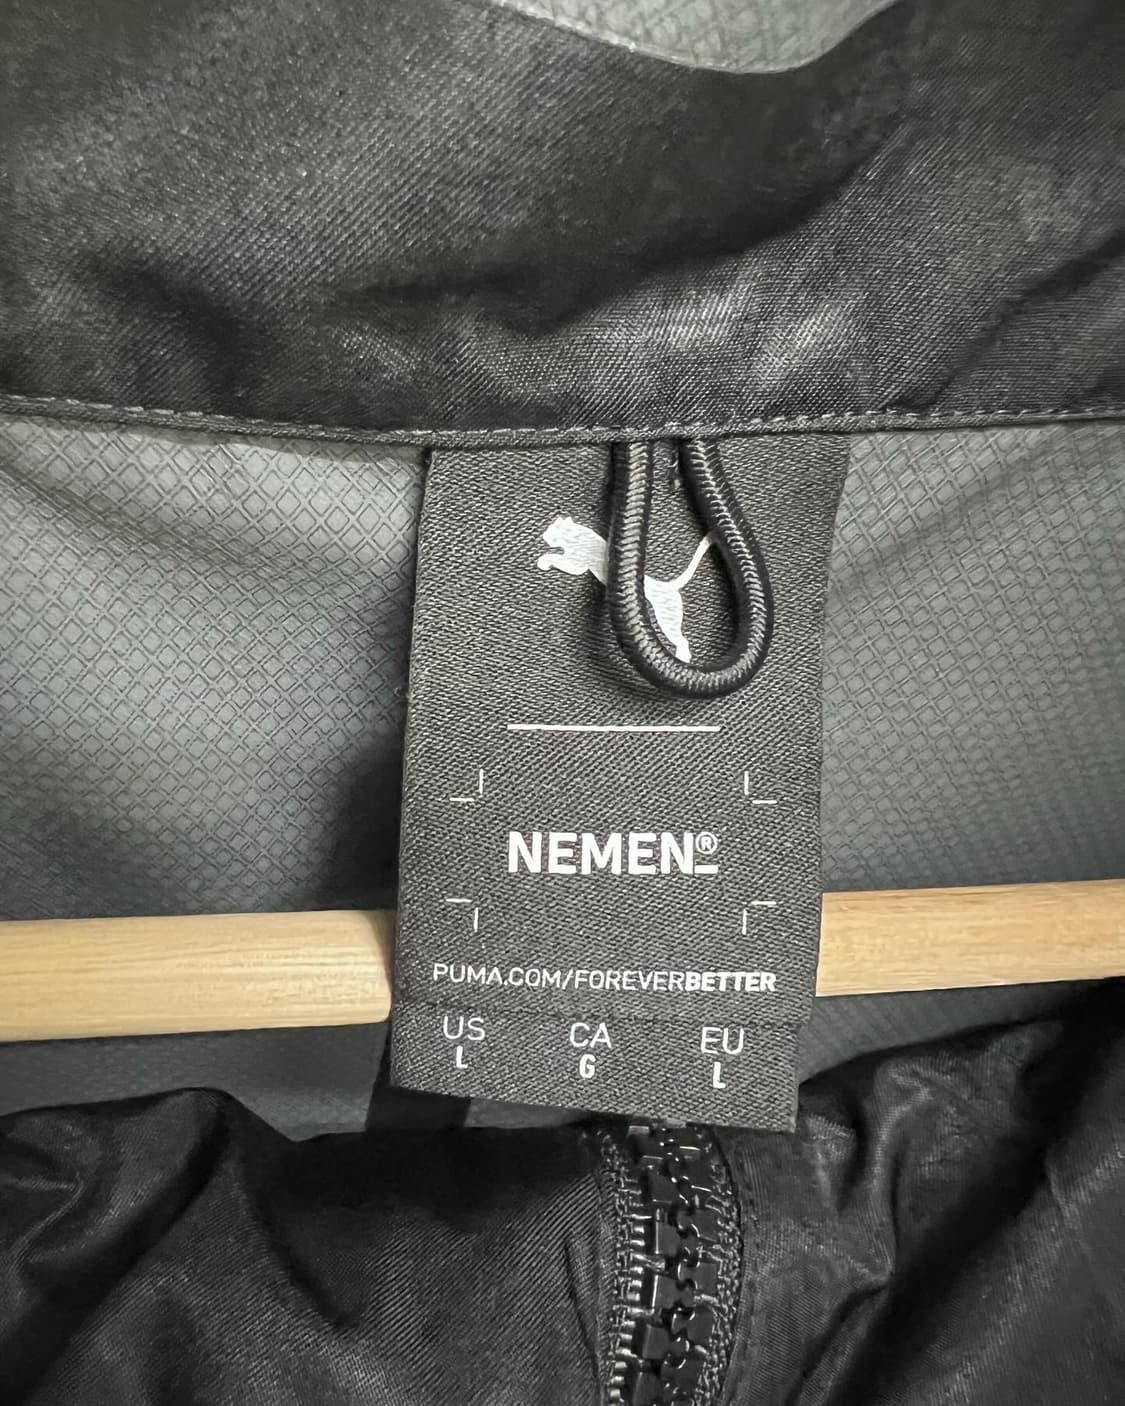 NEMEN®
PUMA.COM/FOREVERBETTER
US CA EU
L G L